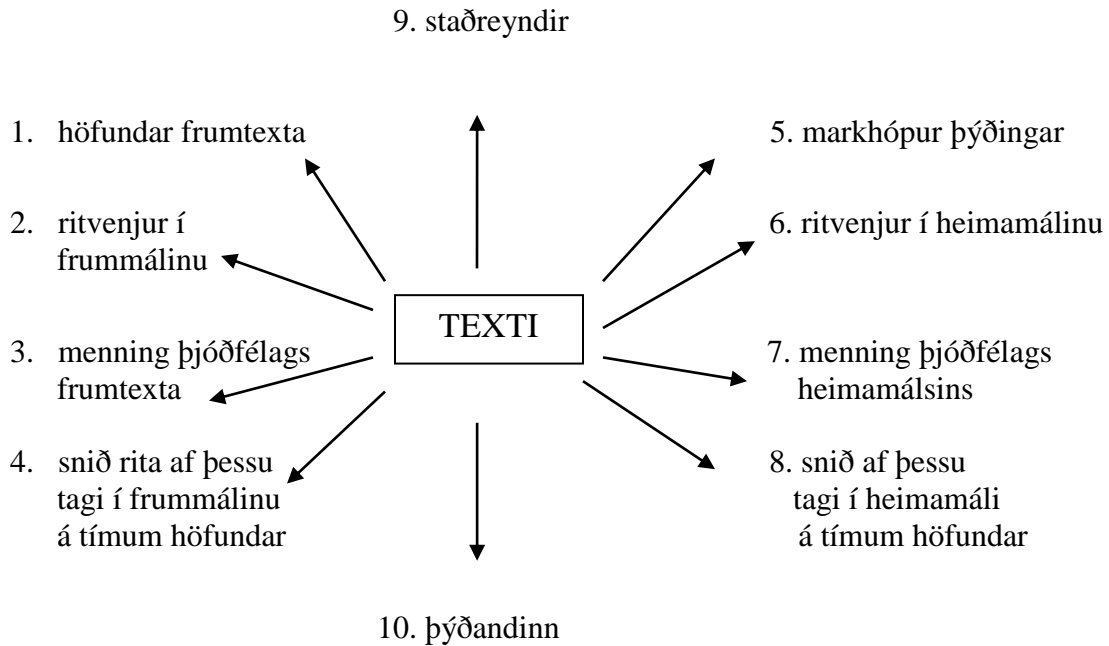 9. staðreyndir
1. höfundar frumtexta
5. markhópur þýðingar
2. ritvenjur í
frummálinu
6. ritvenjur í heimamálinu
TEXTI
3. menning þjóðfélags
frumtexta
7. menning þjóðfélags
heimamálsins
4. snið rita af þessu
tagi í frummálinu
á tímum höfundar
8. snið af þessu
tagi í heimamáli
á tímum höfundar
10. þýðandinn